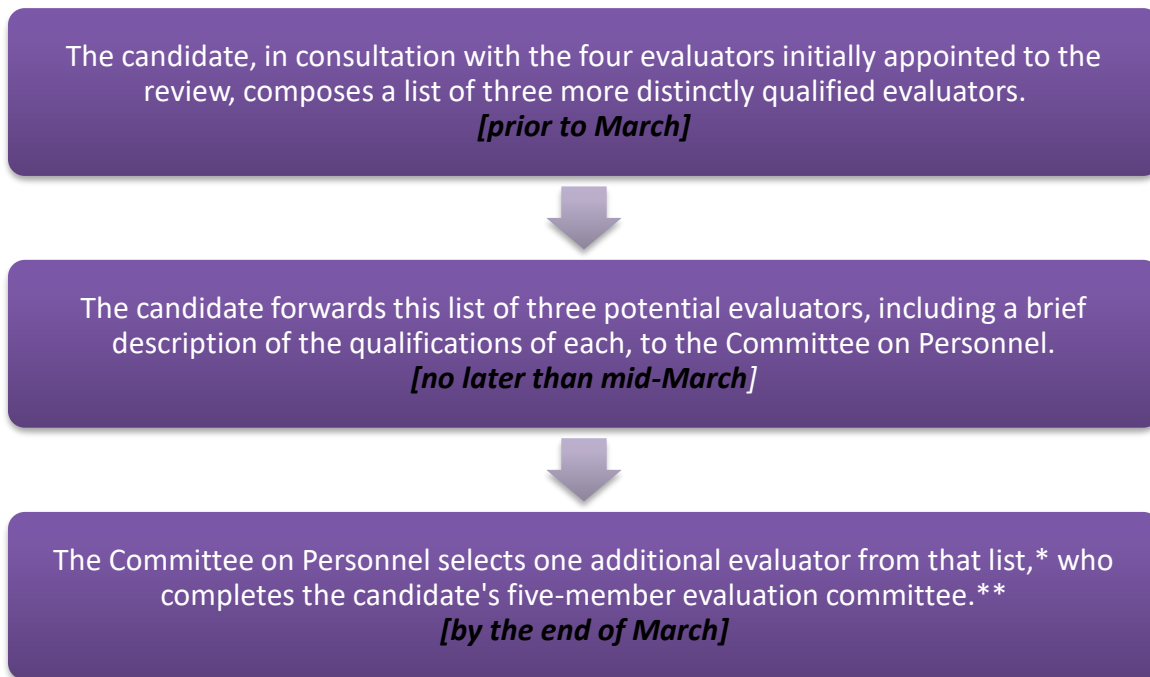 The candidate, in consultation with the four evaluators initially appointed to the
review, composes a list of three more distinctly qualified evaluators.
[prior to March]
The candidate forwards this list of three potential evaluators, including a brief
description of the qualifications of each, to the Committee on Personnel.
[no later than mid-March]
The Committee on Personnel selects one additional evaluator from that list,* who
completes the candidate's five-member evaluation committee.**
[by the end of March]